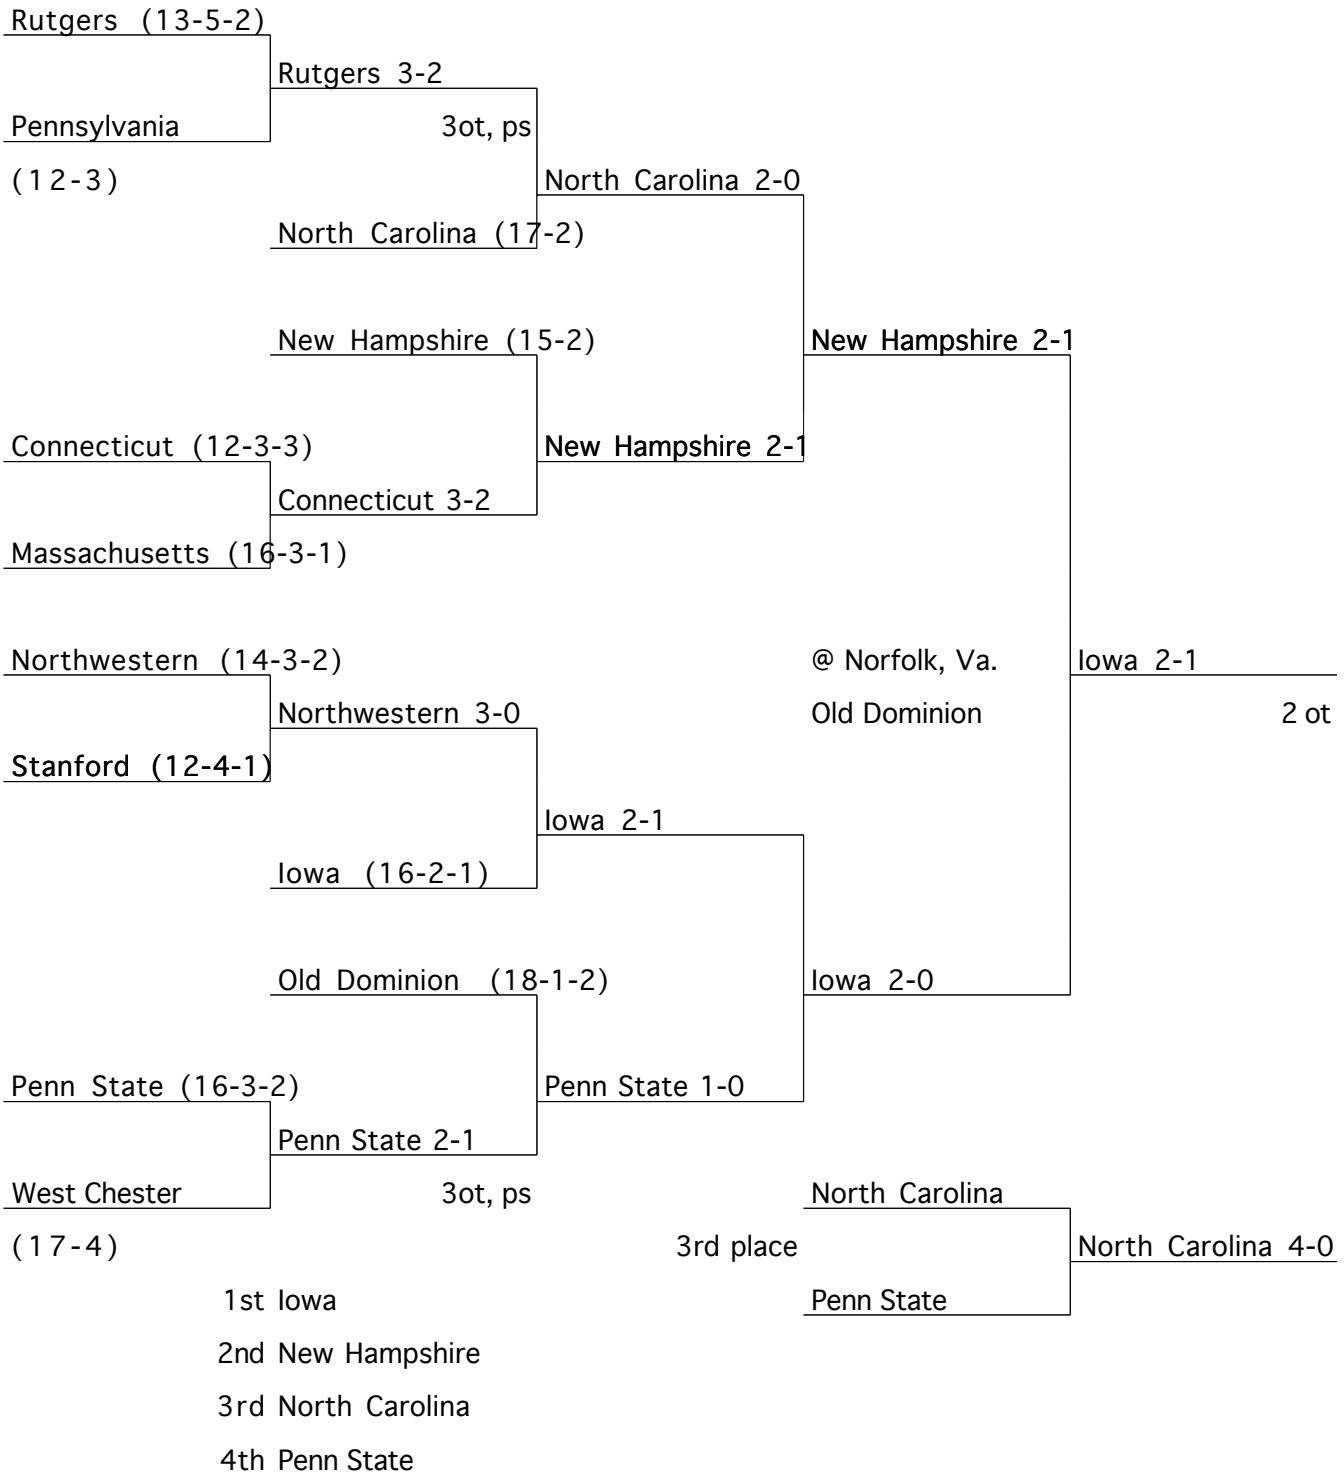 Rutgers (13-5-2)
Rutgers 3-2
Pennsylvania 3ot, ps
(12-3) North Carolina 2-0
North Carolina (17-2)
New Hampshire (15-2) New Hampshire 2-1
Connecticut (12-3-3) New Hampshire 2-1
Connecticut 3-2
Massachusetts (16-3-1)
Northwestern (14-3-2) @ Norfolk, Va. Iowa 2-1
Northwestern 3-0 Old Dominion 2 ot
Stanford (12-4-1)
Iowa 2-1
Iowa (16-2-1)
Old Dominion (18-1-2) Iowa 2-0
Penn State (16-3-2) Penn State 1-0
Penn State 2-1
West Chester 3ot, ps North Carolina
(17-4) 3rd place North Carolina 4-0
1st Iowa Penn State
2nd New Hampshire
3rd North Carolina
4th Penn State